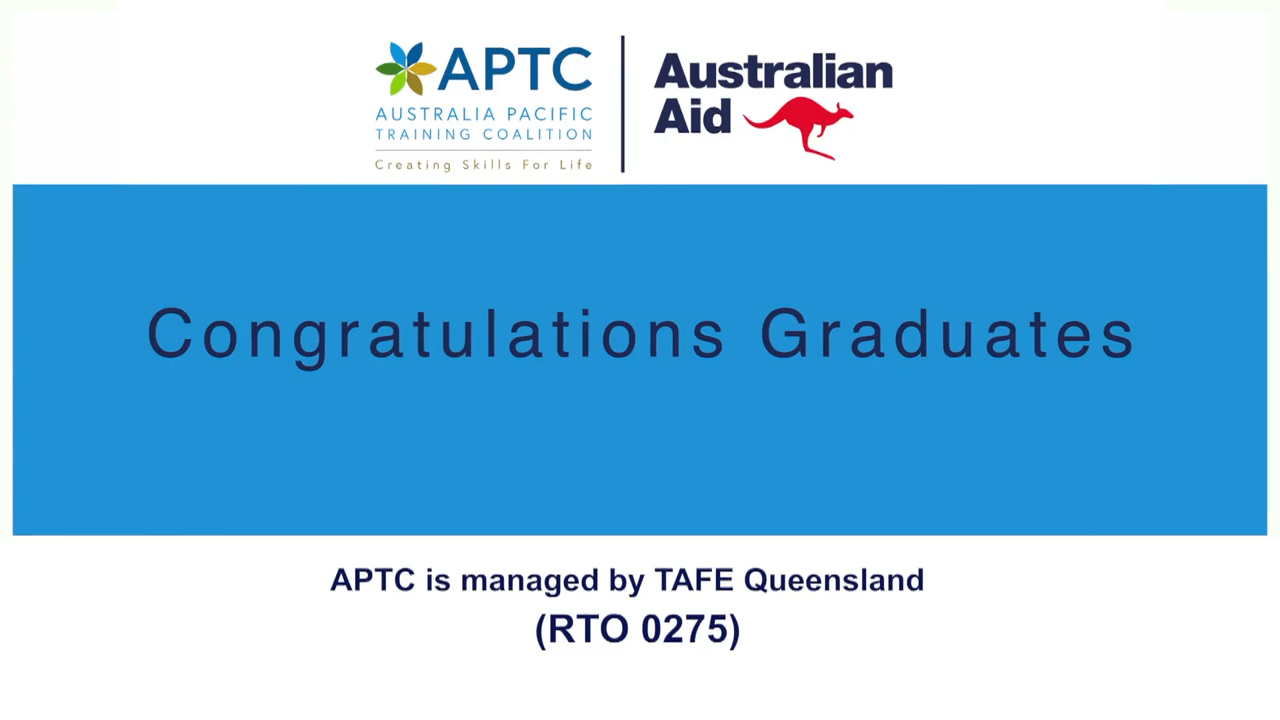 APTC
AUSTRALIA PACIFIC
TRAINING COALITION
Creating Skills For Life
Australian
Aid
Congratulations Graduates
APTC is managed by TAFE Queensland
(RTO 0275)